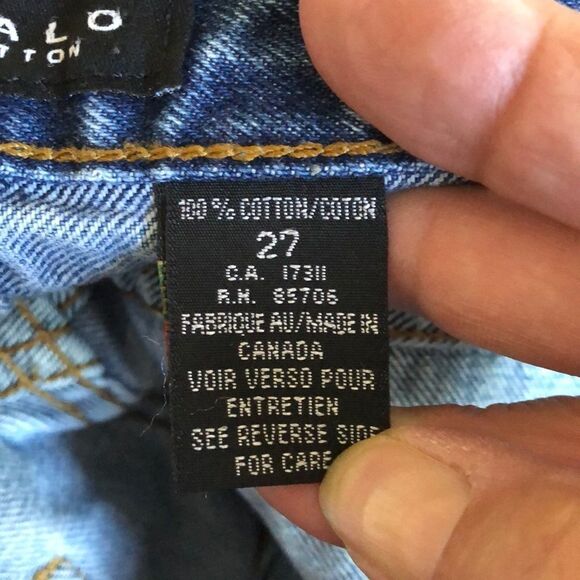 ALO
TTON
100 % COTTON/COTON
27
C.A. 17311
R.H. 85706
FABRIQUE AU/MADE IN
CANADA
VOIR VERSO POUR
ENTRETIEN
SEE REVERSE SIDE
FOR CARE